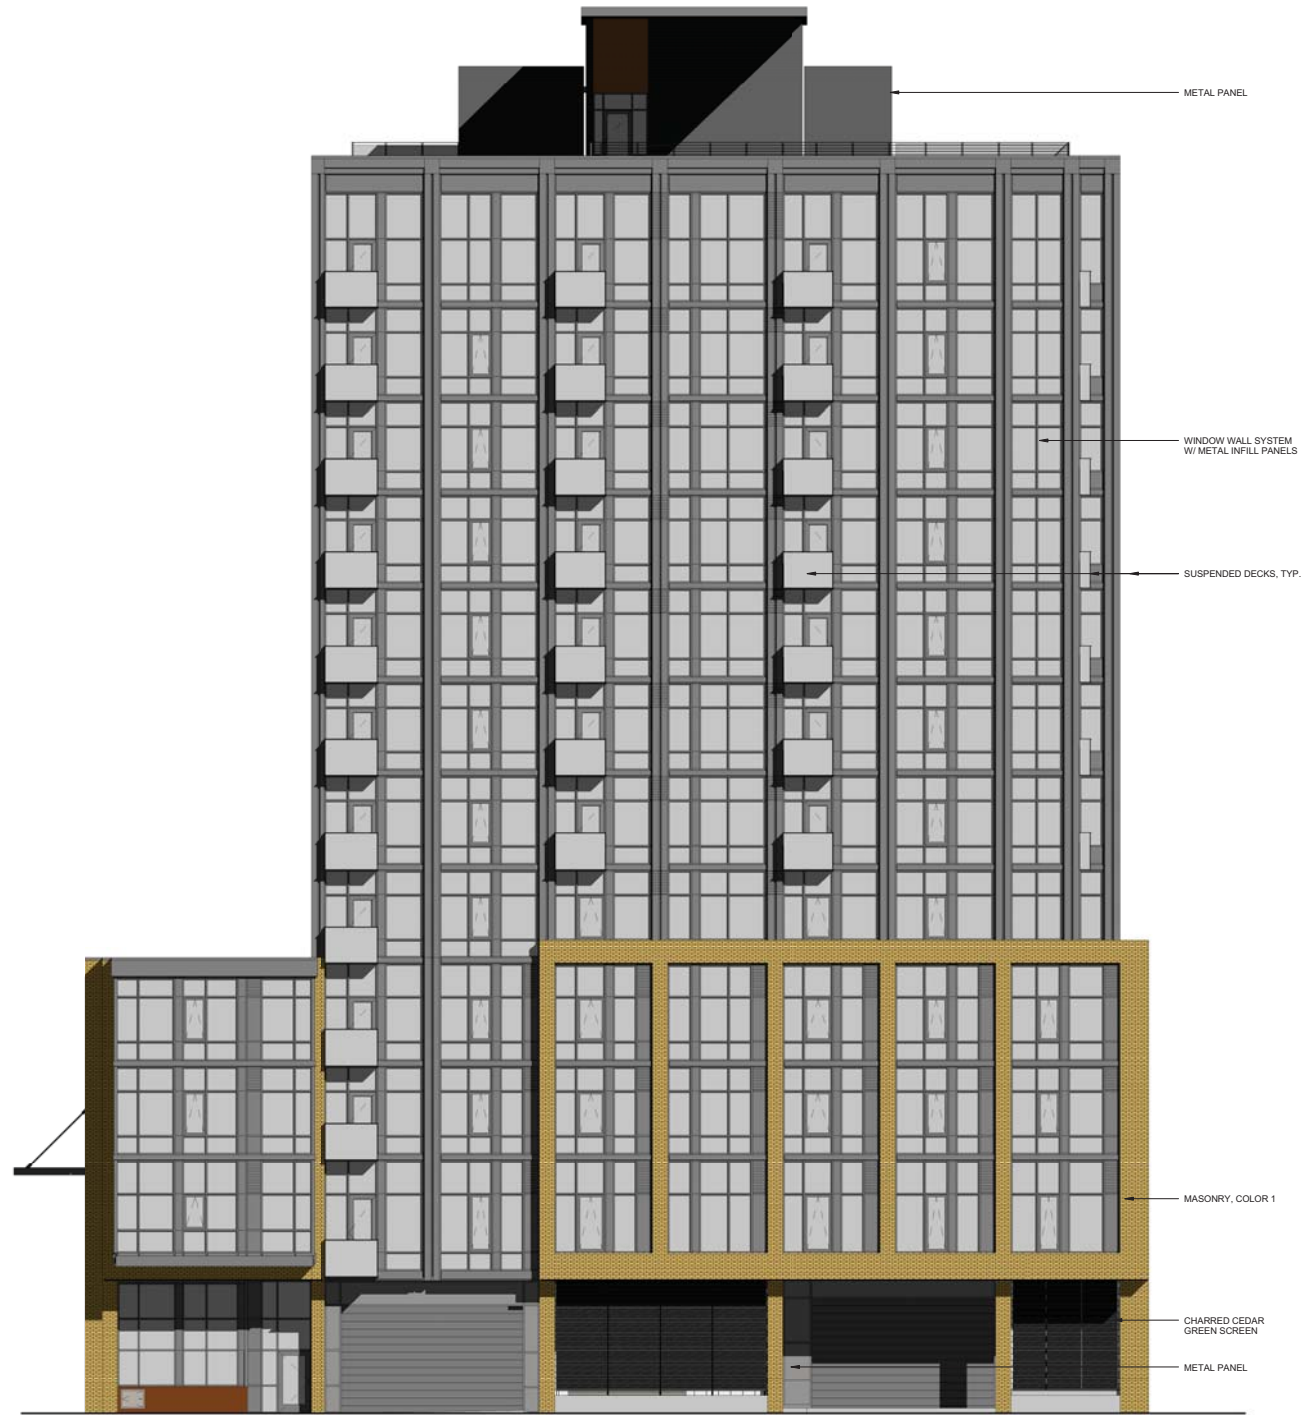 METAL PANEL
WINDOW WALL SYSTEM
W/ METAL INFILL PANELS
SUSPENDED DECKS, TYP.
MASONRY, COLOR 1
CHARRED CEDAR
GREEN SCREEN
METAL PANEL